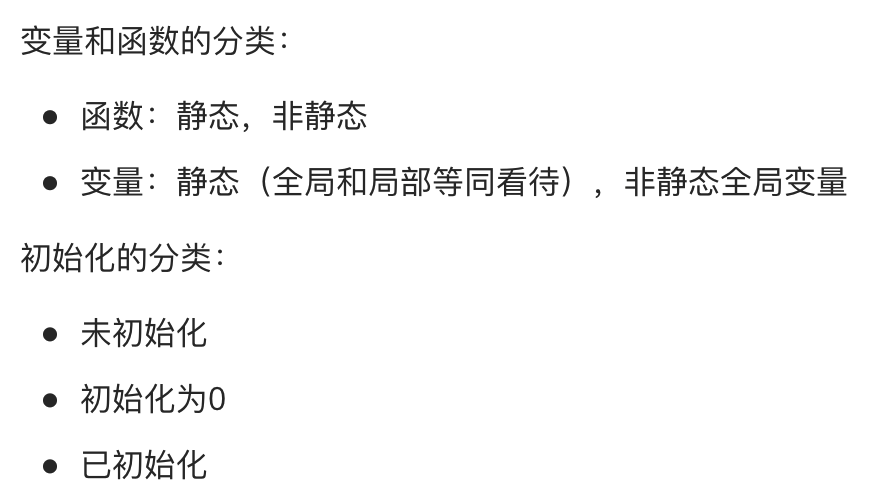 变量和函数的分类：
● 函数：静态，非静态
● 变量：静态（全局和局部等同看待），非静态全局变量
初始化的分类：
● 未初始化
● 初始化为0
● 已初始化